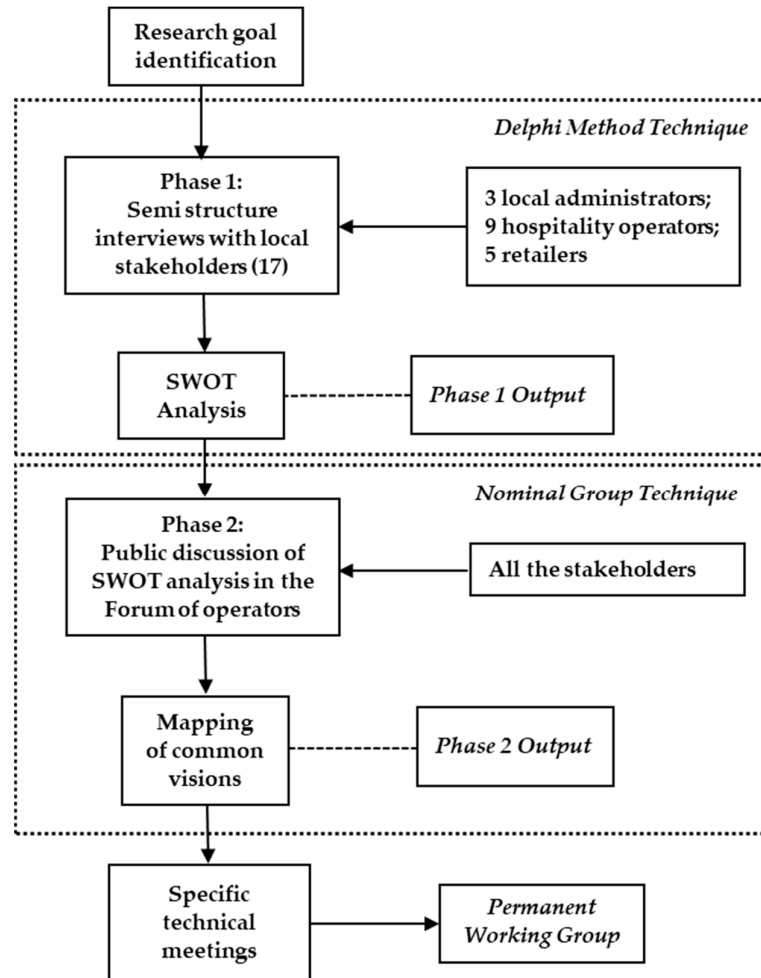 Research goal
identification
Delphi Method Technique
Phase 1:
Semi structure
interviews with local
stakeholders (17)
3 local administrators;
9 hospitality operators;
5 retailers
SWOT
Analysis
Phase 1 Output
Nominal Group Technique
Phase 2:
Public discussion of
SWOT analysis in the
Forum of operators
All the stakeholders
Mapping
of common
visions
Phase 2 Output
Specific
technical
meetings
Permanent
Working Group